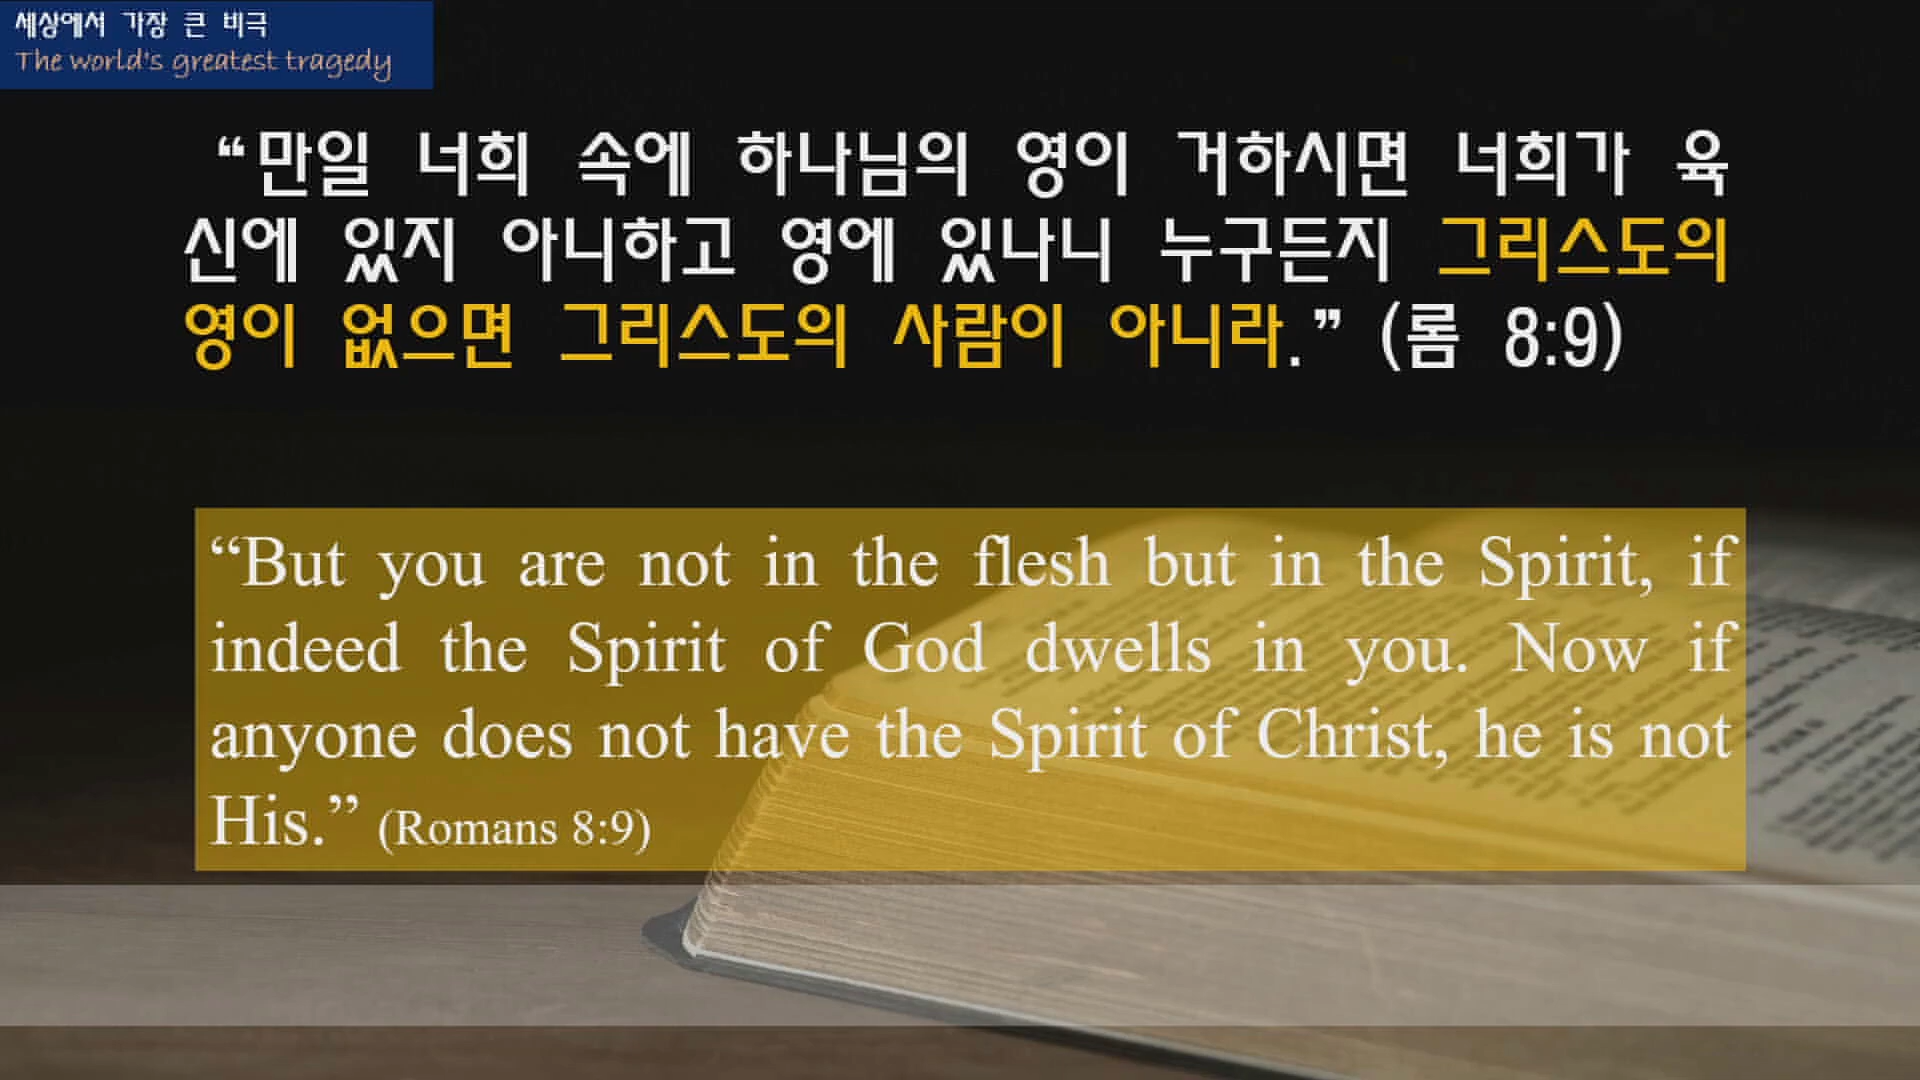 세상에서 가장 큰 비극
The world's greatest tragedy
“만일 너희 속에 하나님의 영이 거하시면 너희가 육
신에 있지 아니하고 영에 있나니 누구든지 그리스도의
영이 없으면 그리스도의 사람이 아니라.” (롬 8:9)
“But you are not in the flesh but in the Spirit, if
indeed the Spirit of God dwells in you. Now if
anyone does not have the Spirit of Christ, he is not
His.” (Romans 8:9)